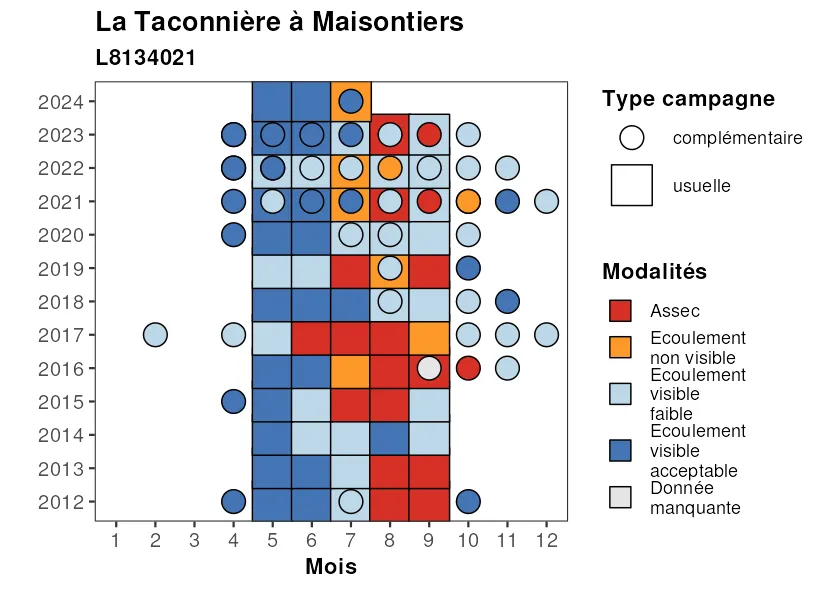 La Taconnière à Maisontiers
L8134021
2024
2023
2022
2021
2020
2019
2018
2017
2016
2015
2014
2013
2012
1 2 3 4 5 6 7 8 9 10 11 12
Mois
Type campagne
complémentaire
usuelle
Modalités
Assec
Ecoulement
non visible
Ecoulement
visible
faible
Ecoulement
visible
acceptable
Donnée
manquante